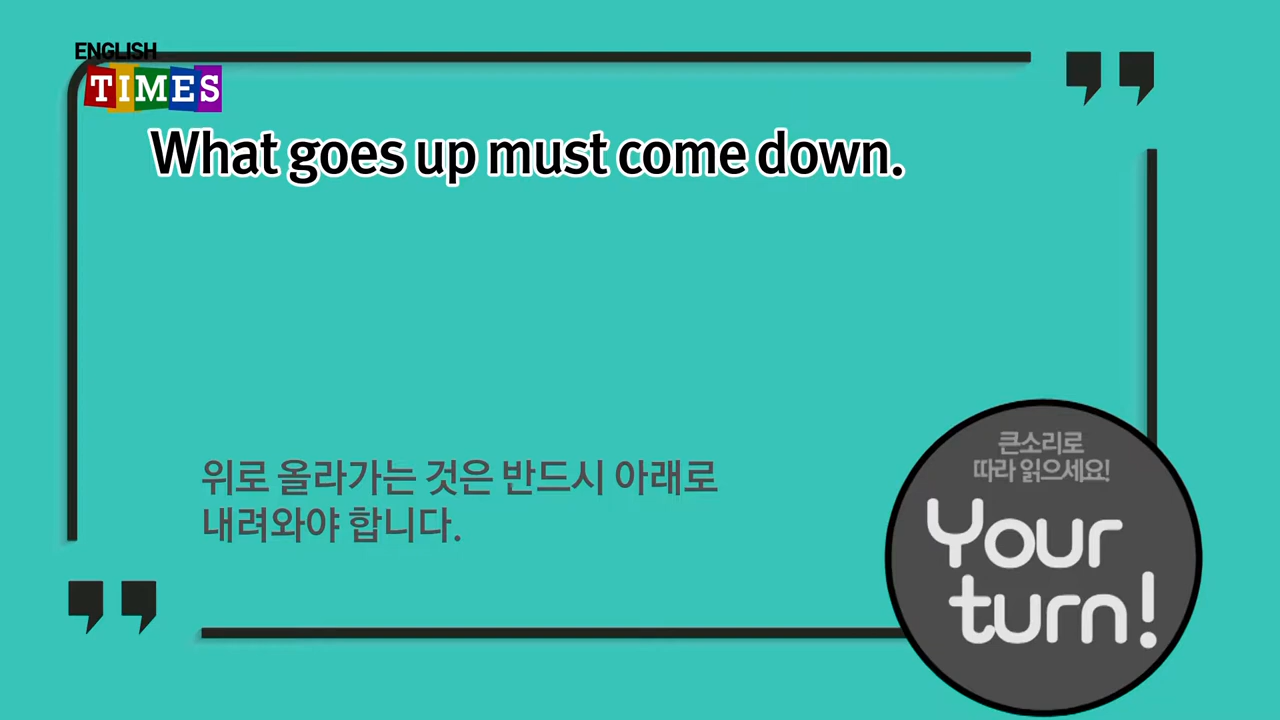 ENGLISH
TIMES
What goes up must come down.
위로 올라가는 것은 반드시 아래로
내려와야 합니다.
큰소리로
따라 읽으세요!
Your
turn!